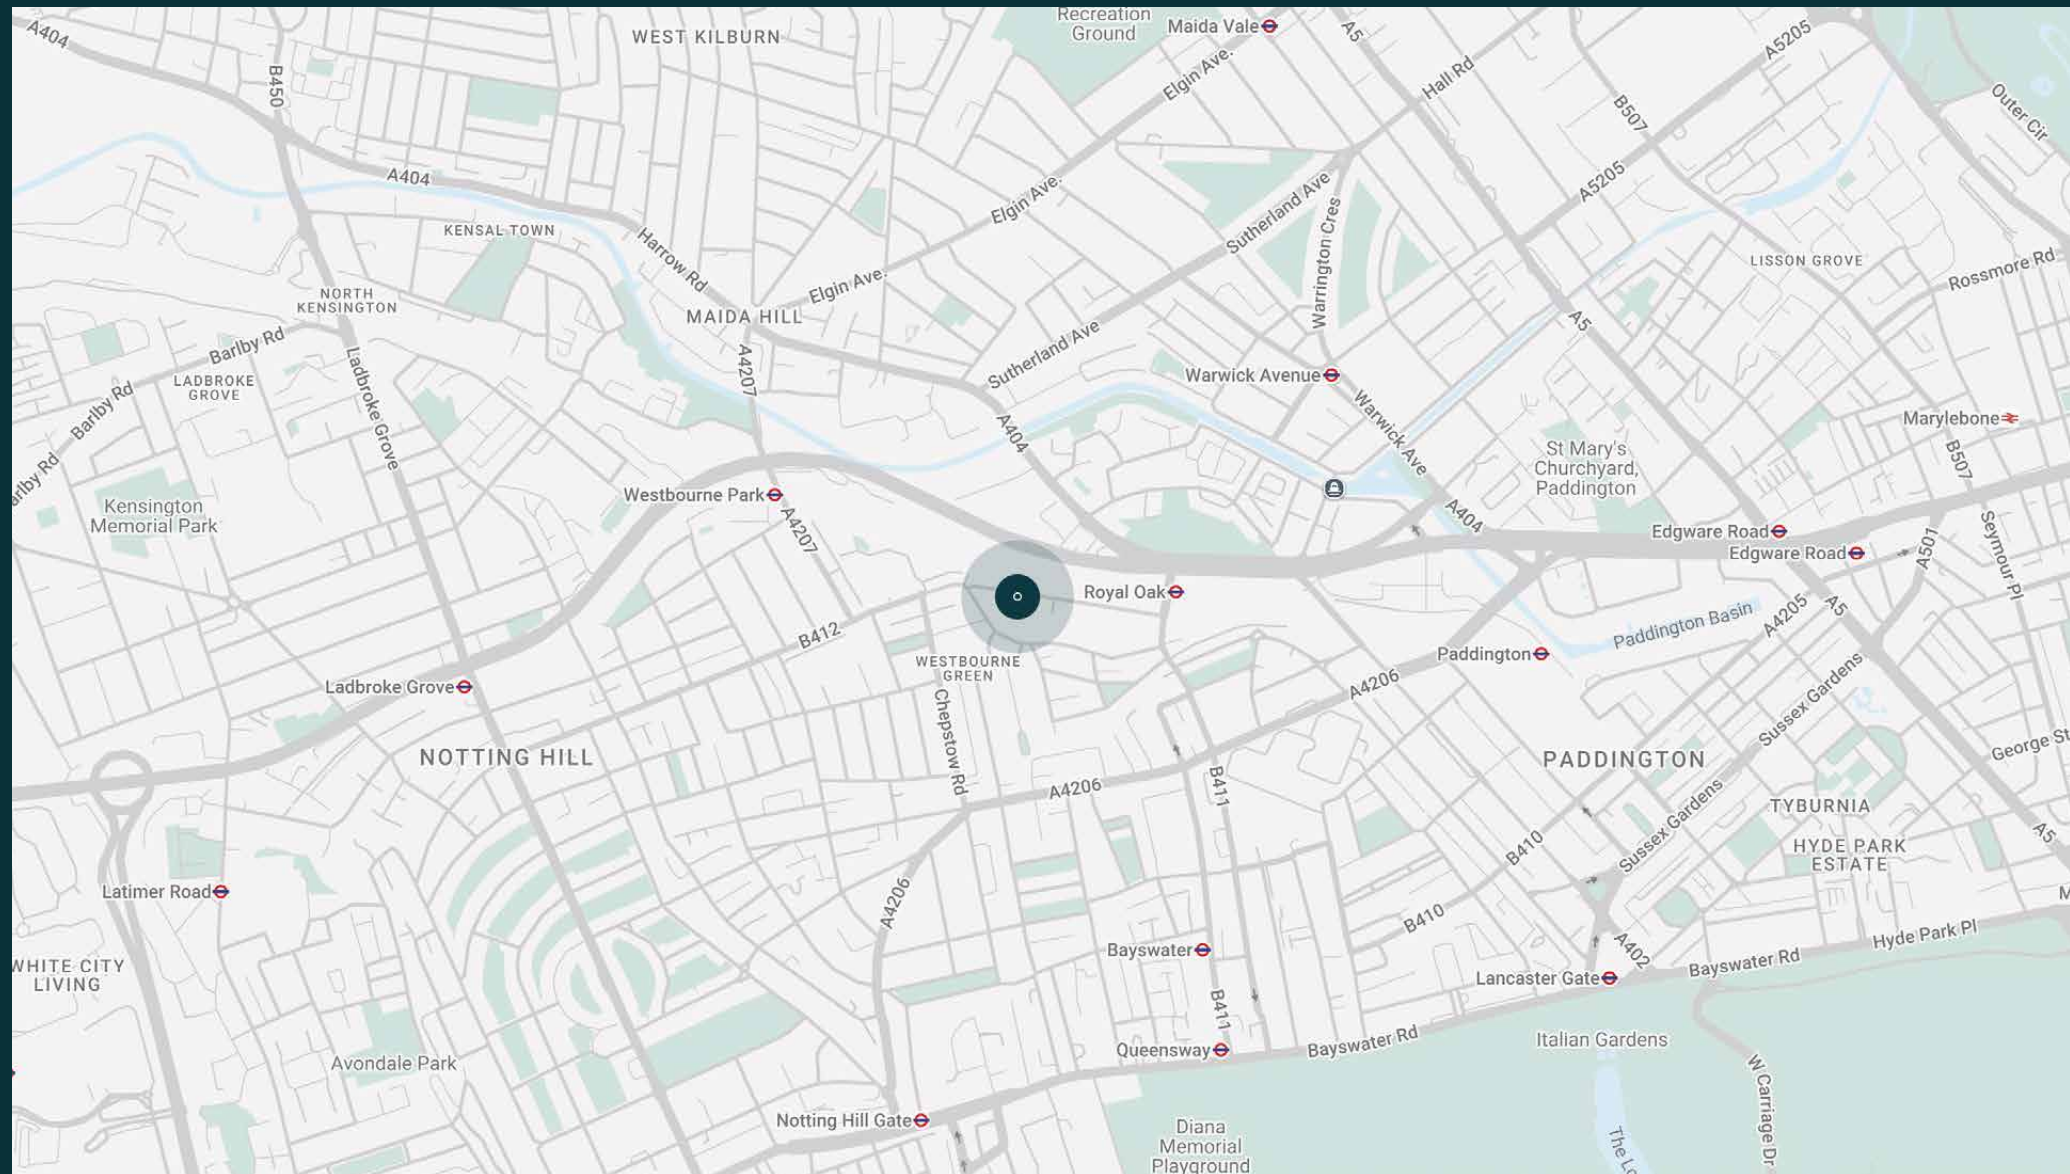 Recreation
Ground
Maida Vale
A5
A404
WEST KILBURN
A5205
Elgin Ave.
Hall Rd
B450
B507
Outer Cir
A404
A5205
Elgin Ave.
Sutherland Ave
Warrington Cres
KENSAL TOWN
Harrow Rd
LISSON GROVE
Rossmore Rd
Elgin Ave.
NORTH
KENSINGTON
MAIDA HILL
A5
Barlby Rd
Sutherland Ave
A4207
Warwick Avenue
LADBROKE
GROVE
Ladbroke Grove
Barlby Rd
Warwick Ave
Marylebone
A404
St Mary's
Churchyard,
Paddington
B507
arlby Rd
Westbourne Park
Kensington
Memorial Park
A404
A4207
Edgware Road
Edgware Road
A501
Seymour Pl
Royal Oak
A5
A4205
Paddington Basin
B412
Paddington
WESTBOURNE
GREEN
A4206
Ladbroke Grove
Sussex Gardens
Chepstow Rd
George St
NOTTING HILL
PADDINGTON
A4206
B411
TYBURNIA
Sussex Gardens
A5
HYDE PARK
ESTATE
B410
Latimer Road
A4206
B410
Hyde Park Pl
Bayswater
A402
Bayswater Rd
WHITE CITY
LIVING
Lancaster Gate
B411
Queensway
Bayswater Rd
Italian Gardens
Avondale Park
W Carriage Dr
Notting Hill Gate
Diana
Memorial
Playground
The Lo